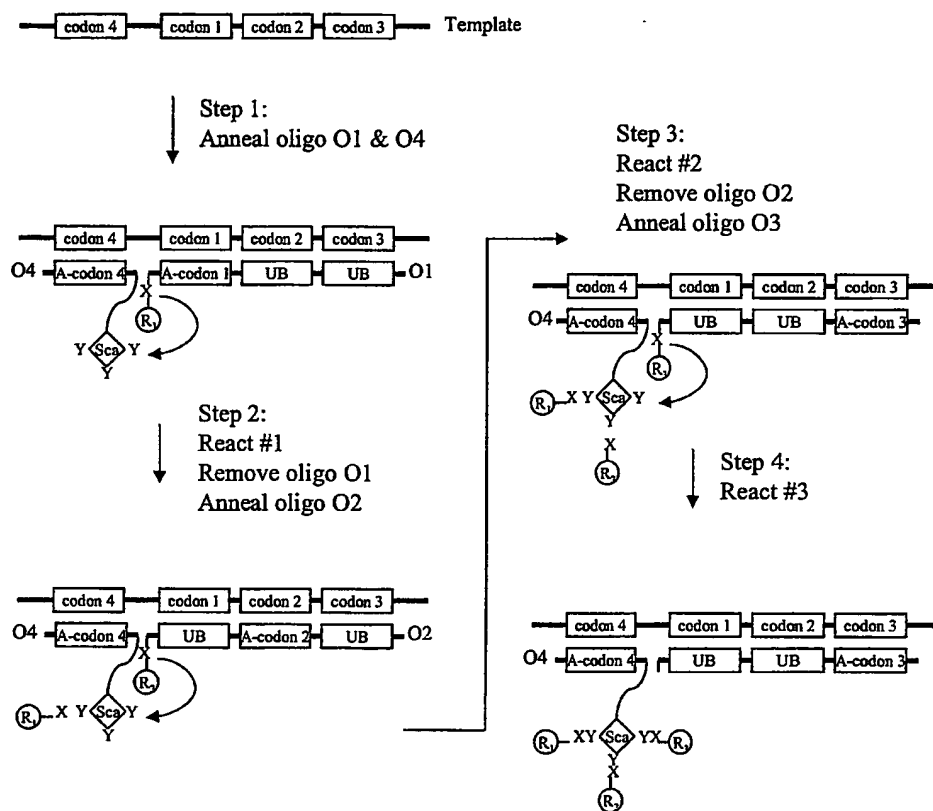 codon 4 codon 1 codon 2 codon 3 Template
Step 1:
Anneal oligo O1 & O4
codon 4 codon 1 codon 2 codon 3
O4 A-codon 4 A-codon 1 UB UB O1
X
R₁
Y Sca Y
Y
Step 2:
React #1
Remove oligo O1
Anneal oligo O2
codon 4 codon 1 codon 2 codon 3
O4 A-codon 4 UB A-codon 2 UB O2
X
R₂
R₁ X Y Sca Y
Y
Step 3:
React #2
Remove oligo O2
Anneal oligo O3
codon 4 codon 1 codon 2 codon 3
O4 A-codon 4 UB UB A-codon 3
X
R₃
R₁ X Y Sca Y
Y
X
R₂
Step 4:
React #3
codon 4 codon 1 codon 2 codon 3
O4 A-codon 4 UB UB A-codon 3
R₁ XY Sca YX R₃
Y
X
R₂